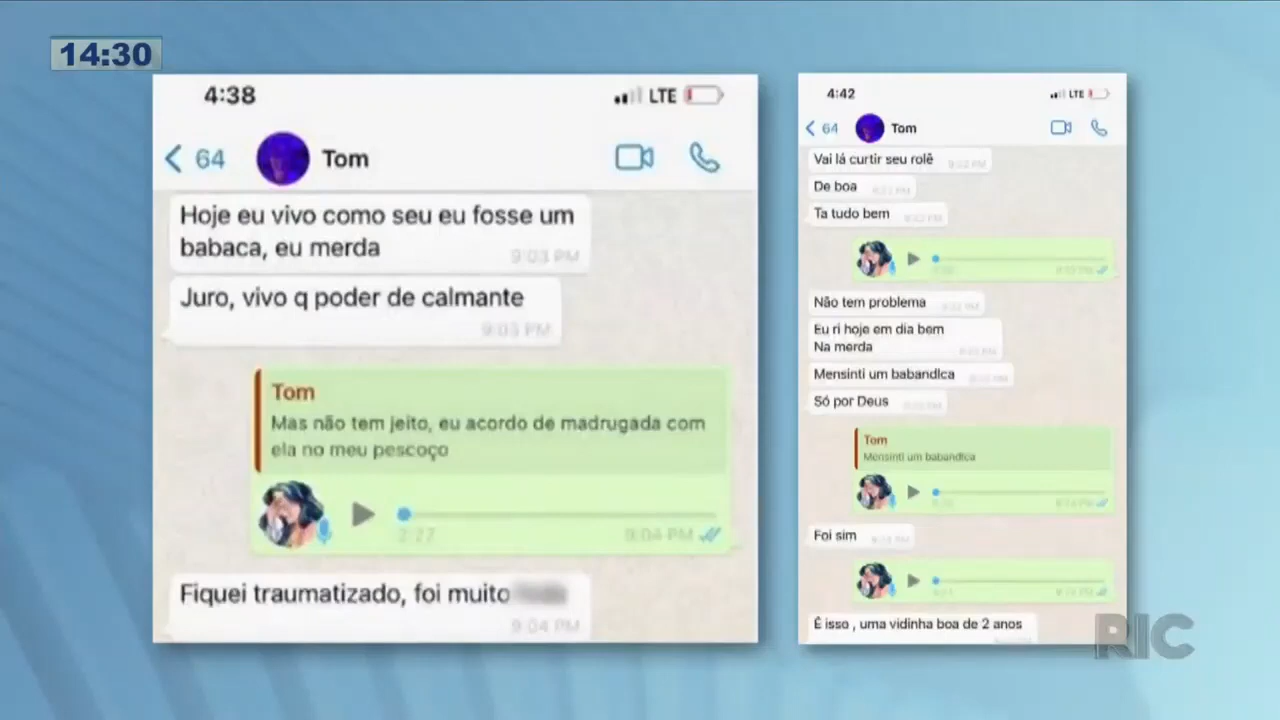 14:30
4:38
LTE
64
Tom
Hoje eu vivo como seu eu fosse um
babaca, eu merda
9:03 PM
Juro, vivo q poder de calmante
9:03 PM
Tom
Mas não tem jeito, eu acordo de madrugada com
ela no meu pescoço
2:27
9:04 PM
Fiquei traumatizado, foi muito
9:04 PM
4:42
LTE
64
Tom
Vai lá curtir seu rolê
De boa
Ta tudo bem
Não tem problema
Eu ri hoje em dia bem
Na merda
Mensinti um babandica
Só por Deus
Tom
Mensinti um babandica
Foi sim
É isso , uma vidinha boa de 2 anos
RIC